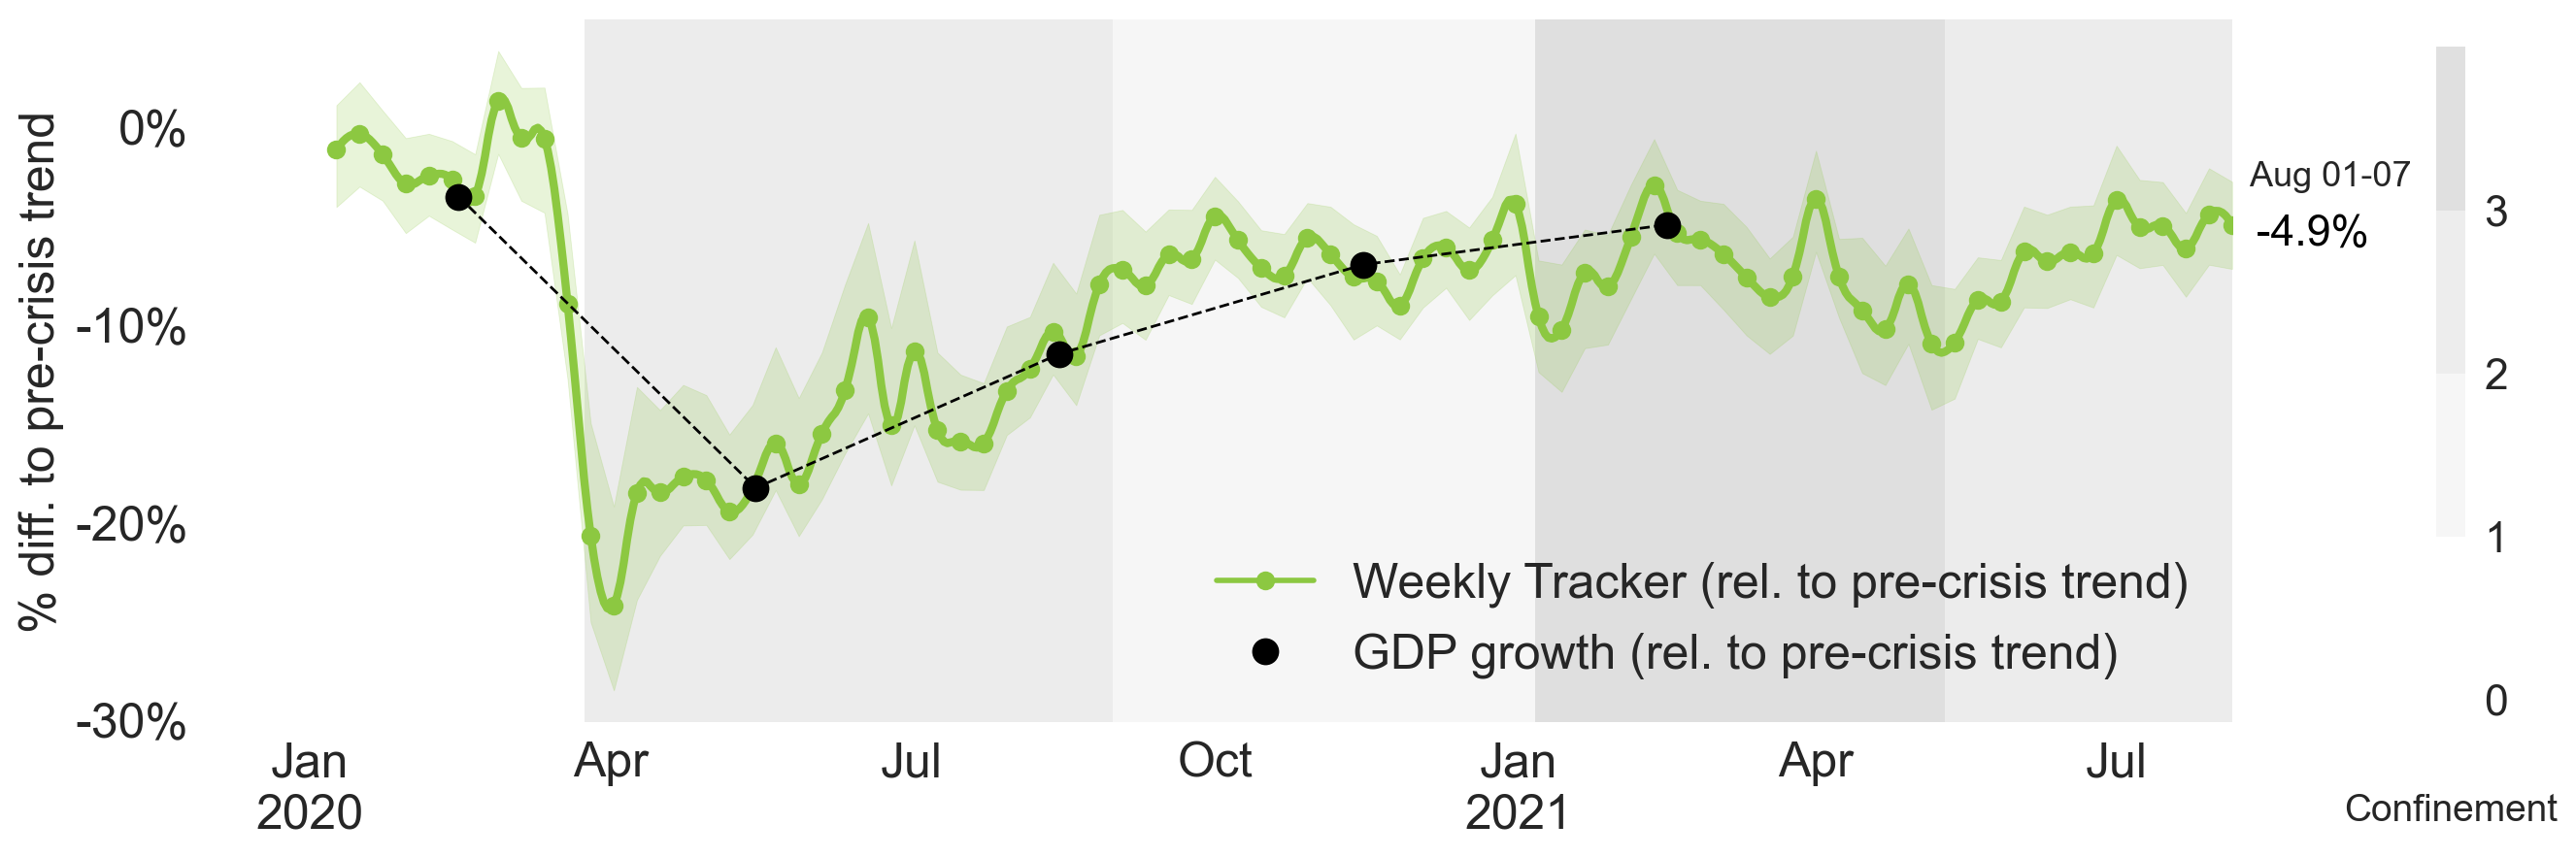 % diff. to pre-crisis trend
0%
-10%
-20%
-30%
Jan
2020
Apr
Jul
Oct
Jan
2021
Apr
Jul
Weekly Tracker (rel. to pre-crisis trend)
GDP growth (rel. to pre-crisis trend)
Aug 01-07
-4.9%
3
2
1
0
Confinement